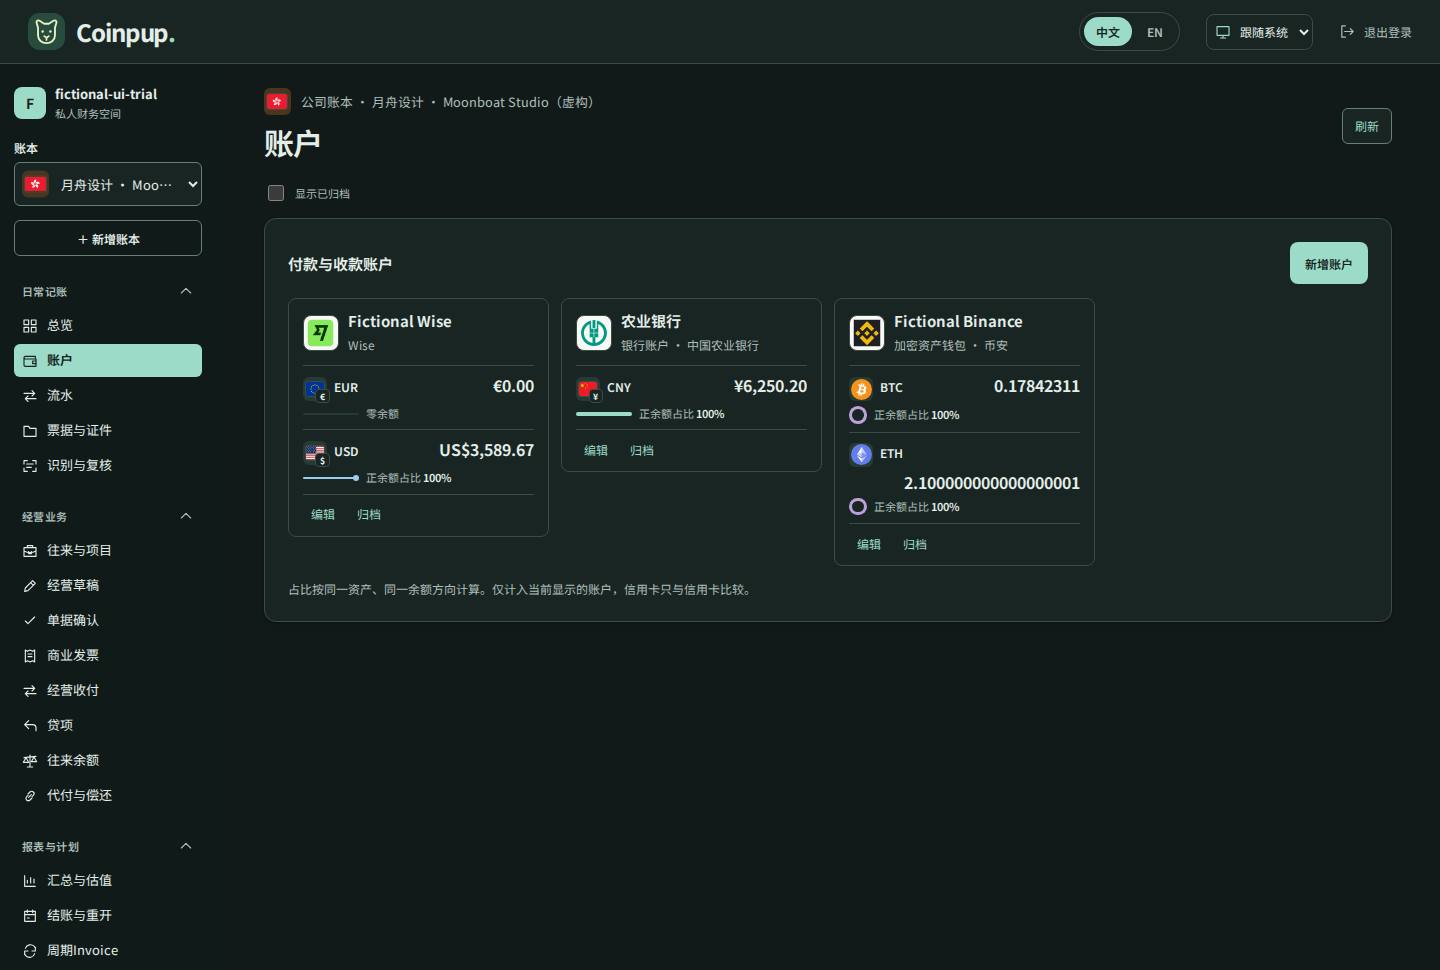 Coinpup.
中文
EN
跟随系统
退出登录
F
fictional-ui-trial
私人财务空间
账本
月舟设计 · Moo···
+ 新增账本
日常记账
总览
账户
流水
票据与证件
识别与复核
经营业务
往来与项目
经营草稿
单据确认
商业发票
经营收付
贷项
往来余额
代付与偿还
报表与计划
汇总与估值
结账与重开
周期Invoice
公司账本 · 月舟设计 · Moonboat Studio（虚构）
账户
刷新
显示已归档
付款与收款账户
新增账户
Fictional Wise
Wise
€
EUR
€0.00
零余额
$
USD
US$3,589.67
正余额占比 100%
编辑
归档
农业银行
银行账户 · 中国农业银行
¥
CNY
¥6,250.20
正余额占比 100%
编辑
归档
Fictional Binance
加密资产钱包 · 币安
BTC
0.17842311
正余额占比 100%
ETH
2.100000000000000001
正余额占比 100%
编辑
归档
占比按同一资产、同一余额方向计算。仅计入当前显示的账户，信用卡只与信用卡比较。